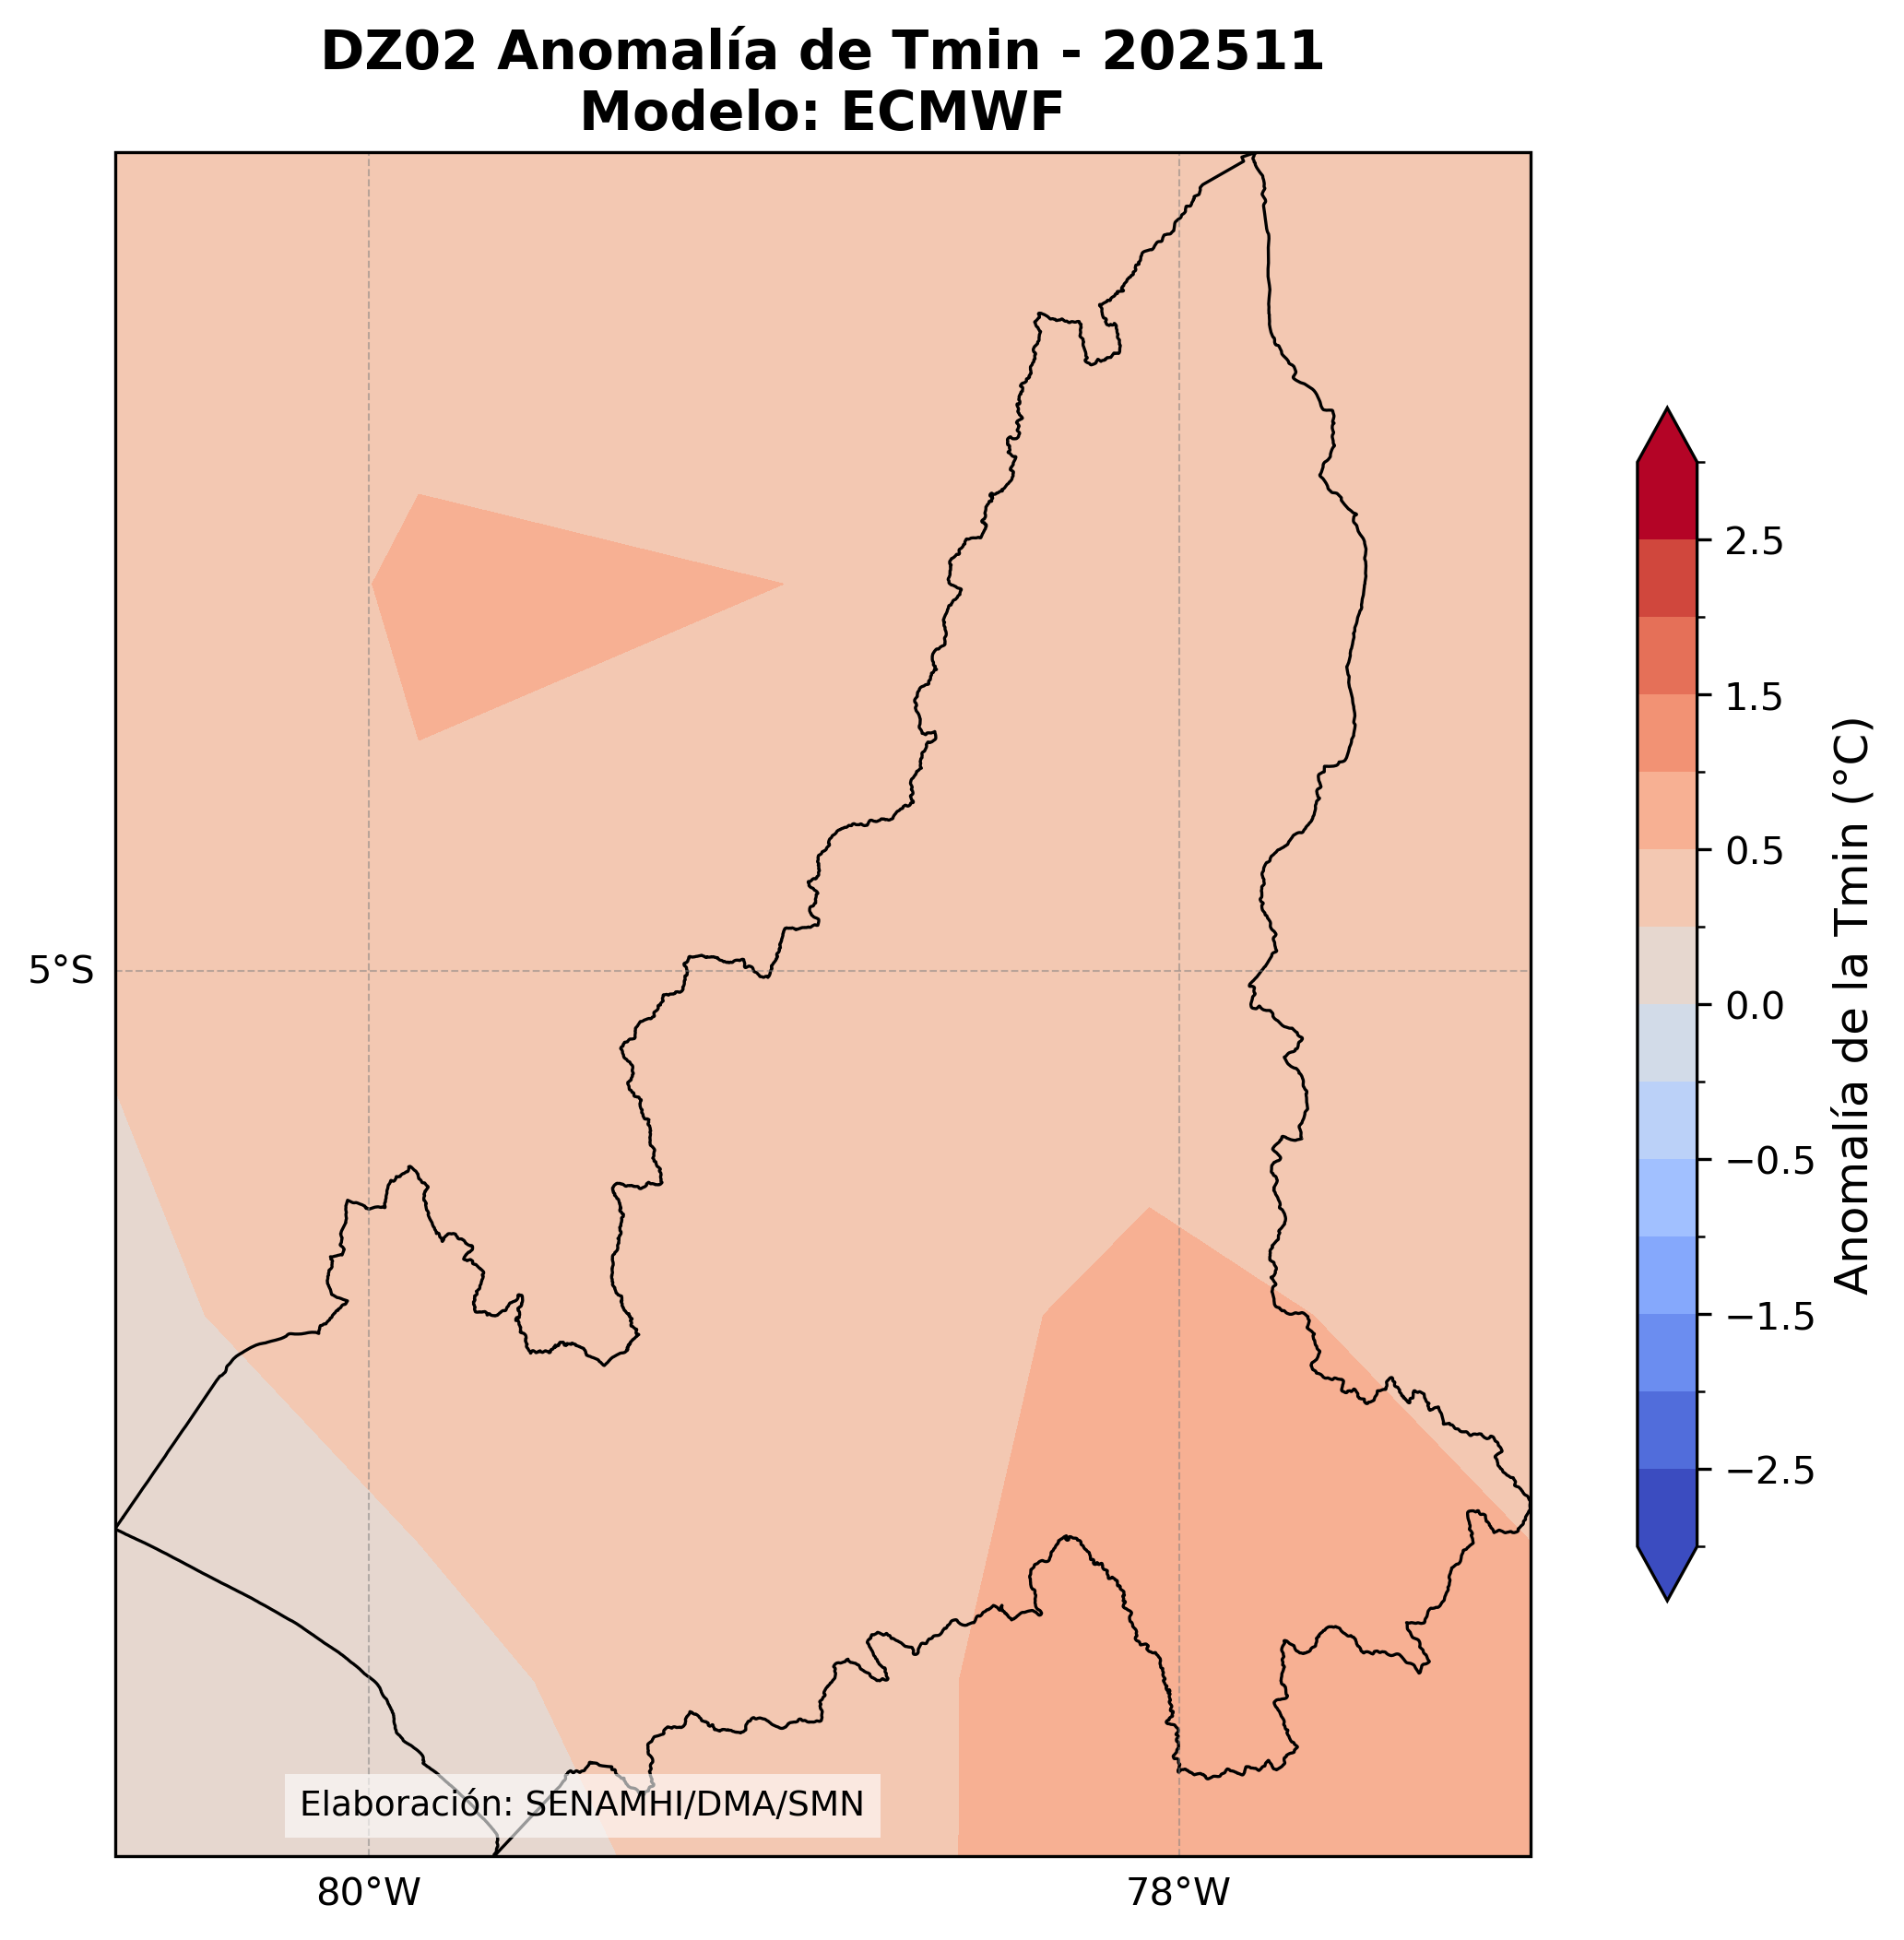 DZ02 Anomalía de Tmin - 202511
Modelo: ECMWF
5°S
80°W
78°W
Elaboración: SENAMHI/DMA/SMN
2.5
1.5
0.5
0.0
−0.5
−1.5
−2.5
Anomalía de la Tmin (°C)